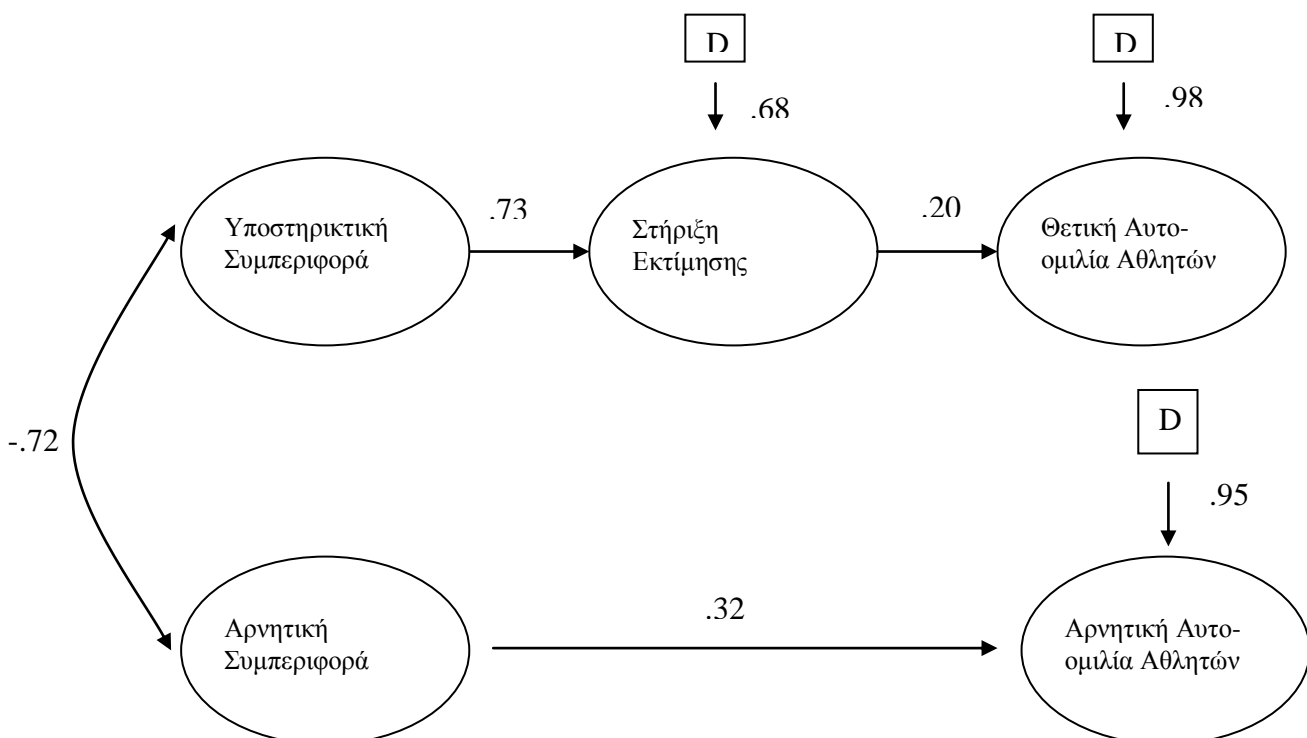 D
D
.68
.98
Υποστηρικτική
Συμπεριφορά
.73
Στήριξη
Εκτίμησης
.20
Θετική Αυτο-
ομιλία Αθλητών
D
-.72
.95
Αρνητική
Συμπεριφορά
.32
Αρνητική Αυτο-
ομιλία Αθλητών